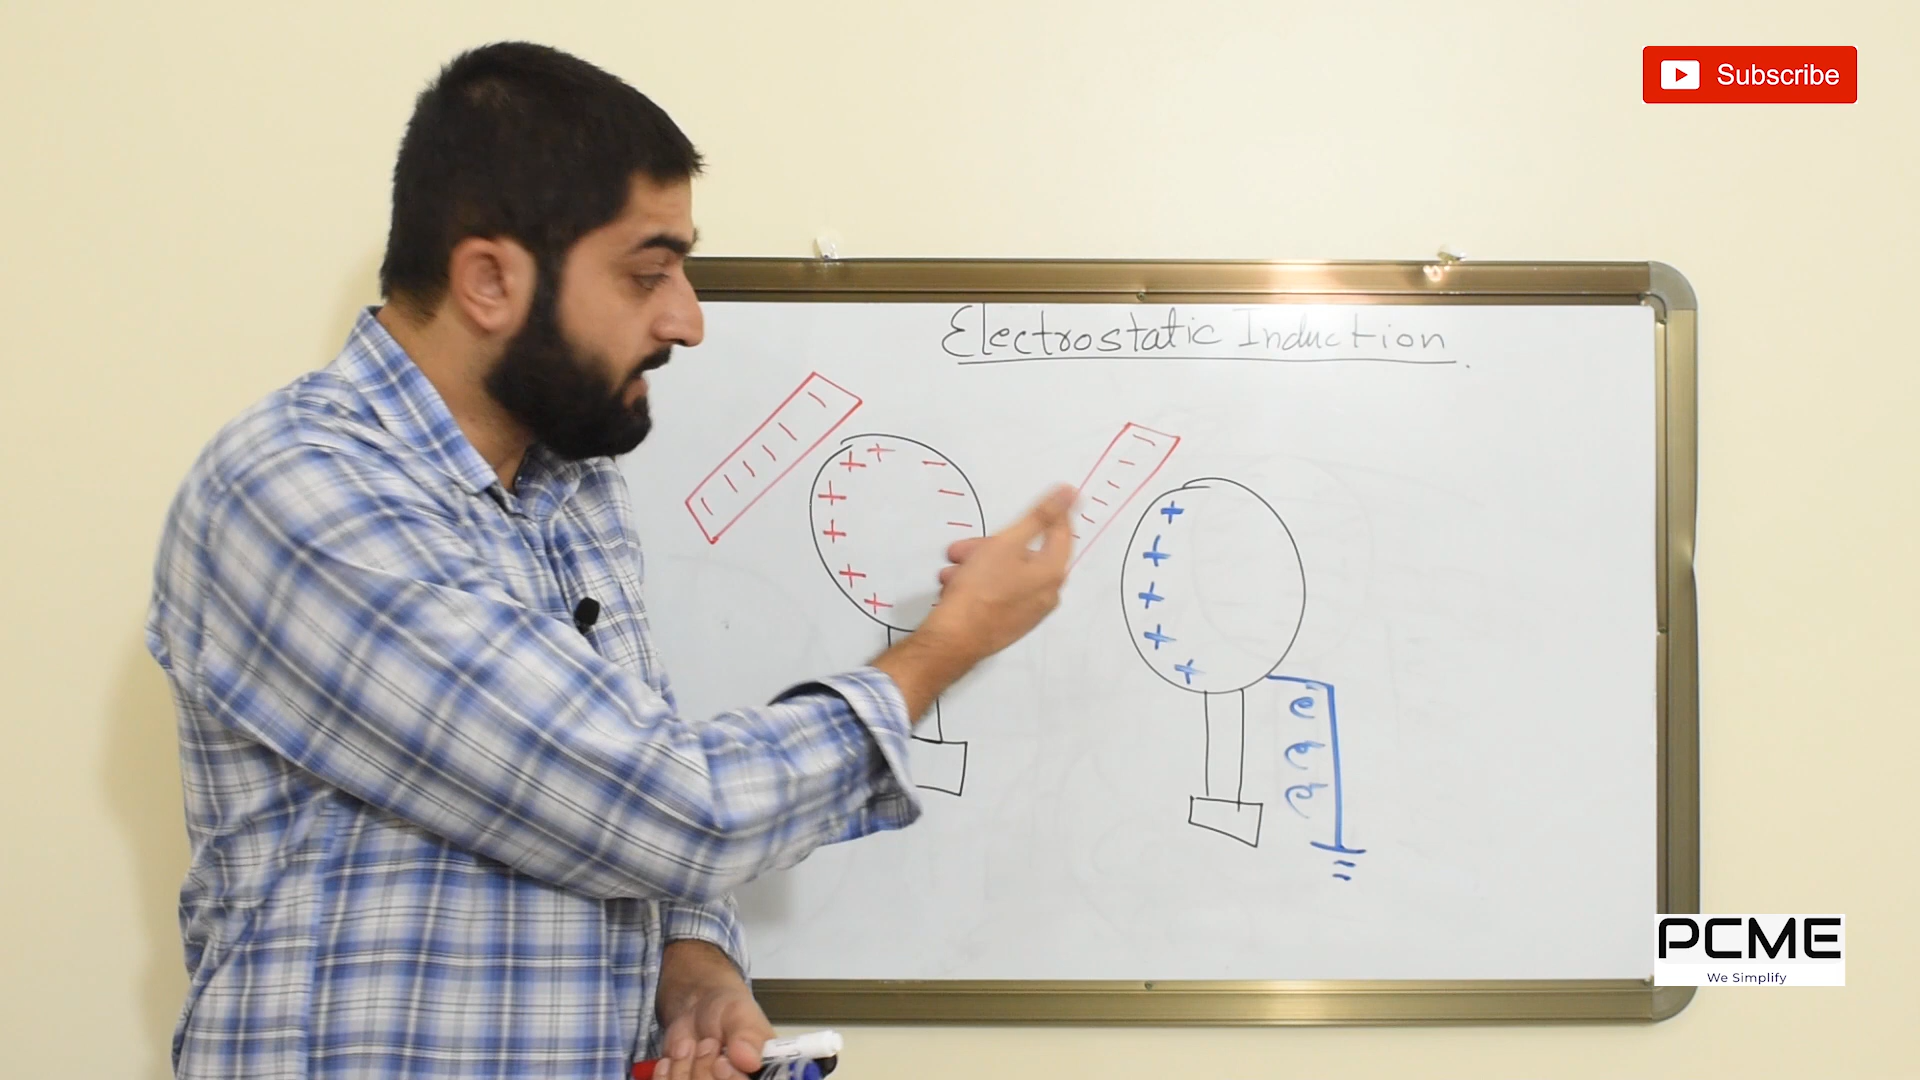 Subscribe
Electrostatic Induction.
+ + −
+ −
+ −
+
+
+
+
+
+
+
+
e
e
e
PCME
We Simplify